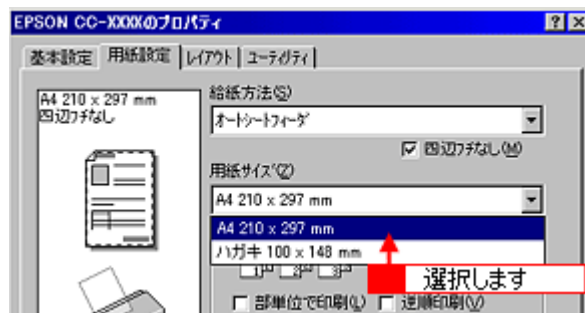 EPSON CC-XXXXのプロパティ
基本設定 用紙設定 レイアウト ユーティリティ
A4 210 x 297 mm
四辺フチなし
給紙方法(S)
オートシートフィーダ
四辺フチなし(M)
用紙サイズ(Z)
A4 210 x 297 mm
A4 210 x 297 mm
ハガキ 100 x 148 mm
選択します
部単位で印刷(L) 逆順印刷(V)